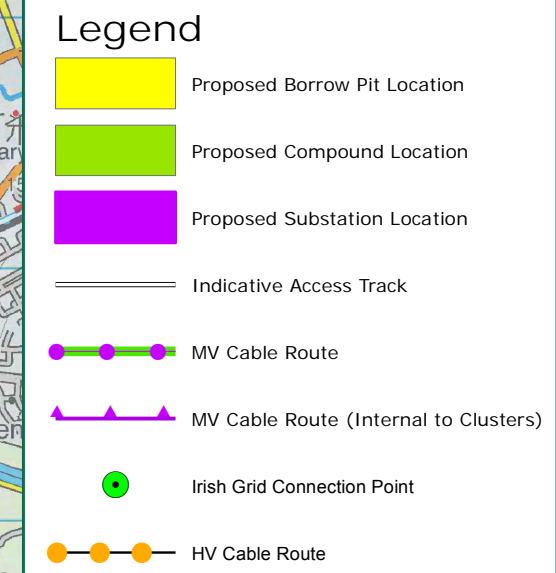 Legend
Proposed Borrow Pit Location
Proposed Compound Location
Proposed Substation Location
Indicative Access Track
MV Cable Route
MV Cable Route (Internal to Clusters)
Irish Grid Connection Point
HV Cable Route